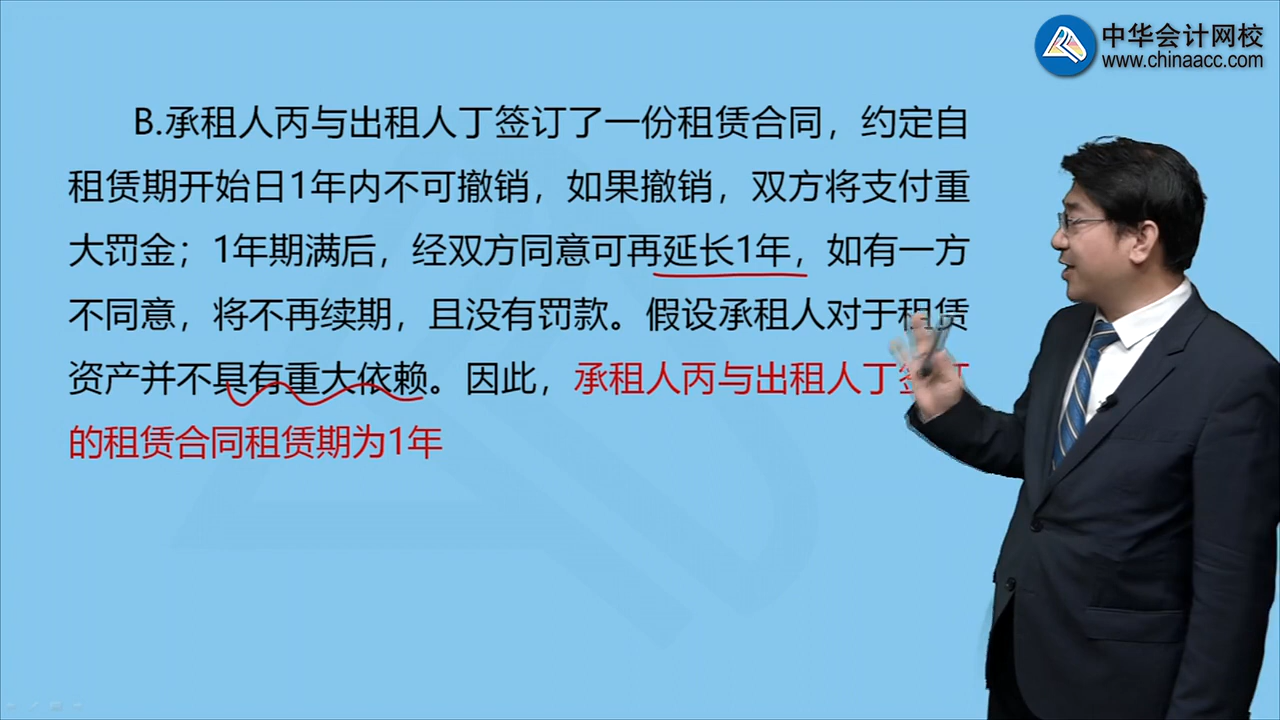 中华会计网校
www.chinaacc.com
B.承租人丙与出租人丁签订了一份租赁合同，约定自
租赁期开始日1年内不可撤销，如果撤销，双方将支付重
大罚金；1年期满后，经双方同意可再延长1年，如有一方
不同意，将不再续期，且没有罚款。假设承租人对于租赁
资产并不具有重大依赖。因此，承租人丙与出租人丁签订
的租赁合同租赁期为1年